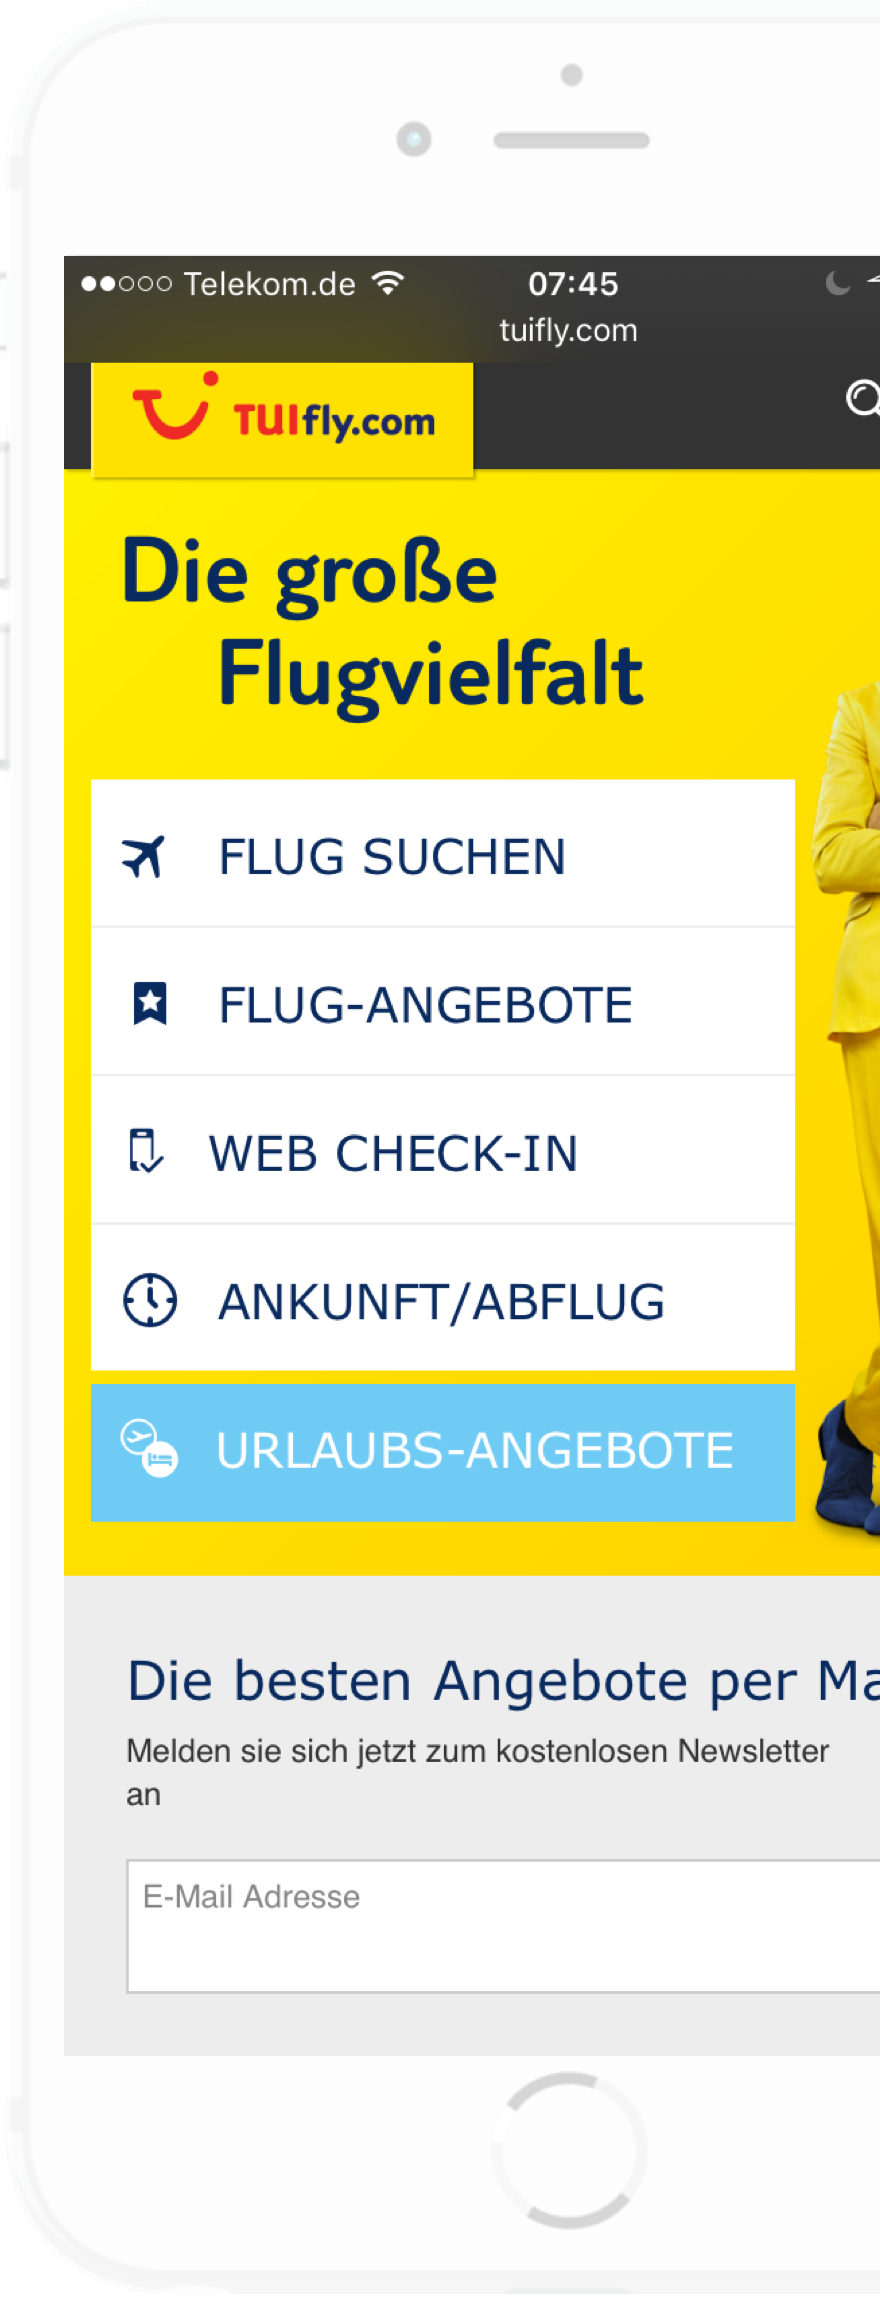 Telekom.de 07:45
tuifly.com
TUIfly.com
Die große
Flugvielfalt
FLUG SUCHEN
FLUG-ANGEBOTE
WEB CHECK-IN
ANKUNFT/ABFLUG
URLAUBS-ANGEBOTE
Die besten Angebote per Ma
Melden sie sich jetzt zum kostenlosen Newsletter
an
E-Mail Adresse